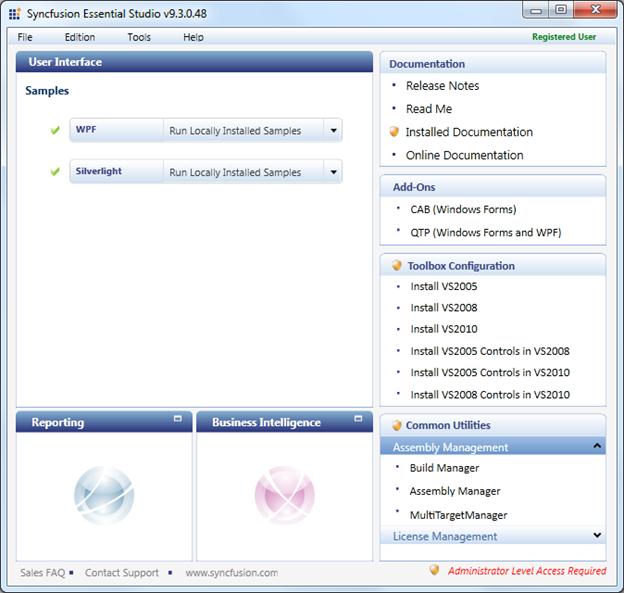 Syncfusion Essential Studio v9.3.0.48
File Edition Tools Help Registered User
User Interface
Samples
WPF Run Locally Installed Samples
Silverlight Run Locally Installed Samples
Reporting
Business Intelligence
Documentation
Release Notes
Read Me
Installed Documentation
Online Documentation
Add-Ons
CAB (Windows Forms)
QTP (Windows Forms and WPF)
Toolbox Configuration
Install VS2005
Install VS2008
Install VS2010
Install VS2005 Controls in VS2008
Install VS2005 Controls in VS2010
Install VS2008 Controls in VS2010
Common Utilities
Assembly Management
Build Manager
Assembly Manager
MultiTargetManager
License Management
Sales FAQ Contact Support www.syncfusion.com
Administrator Level Access Required